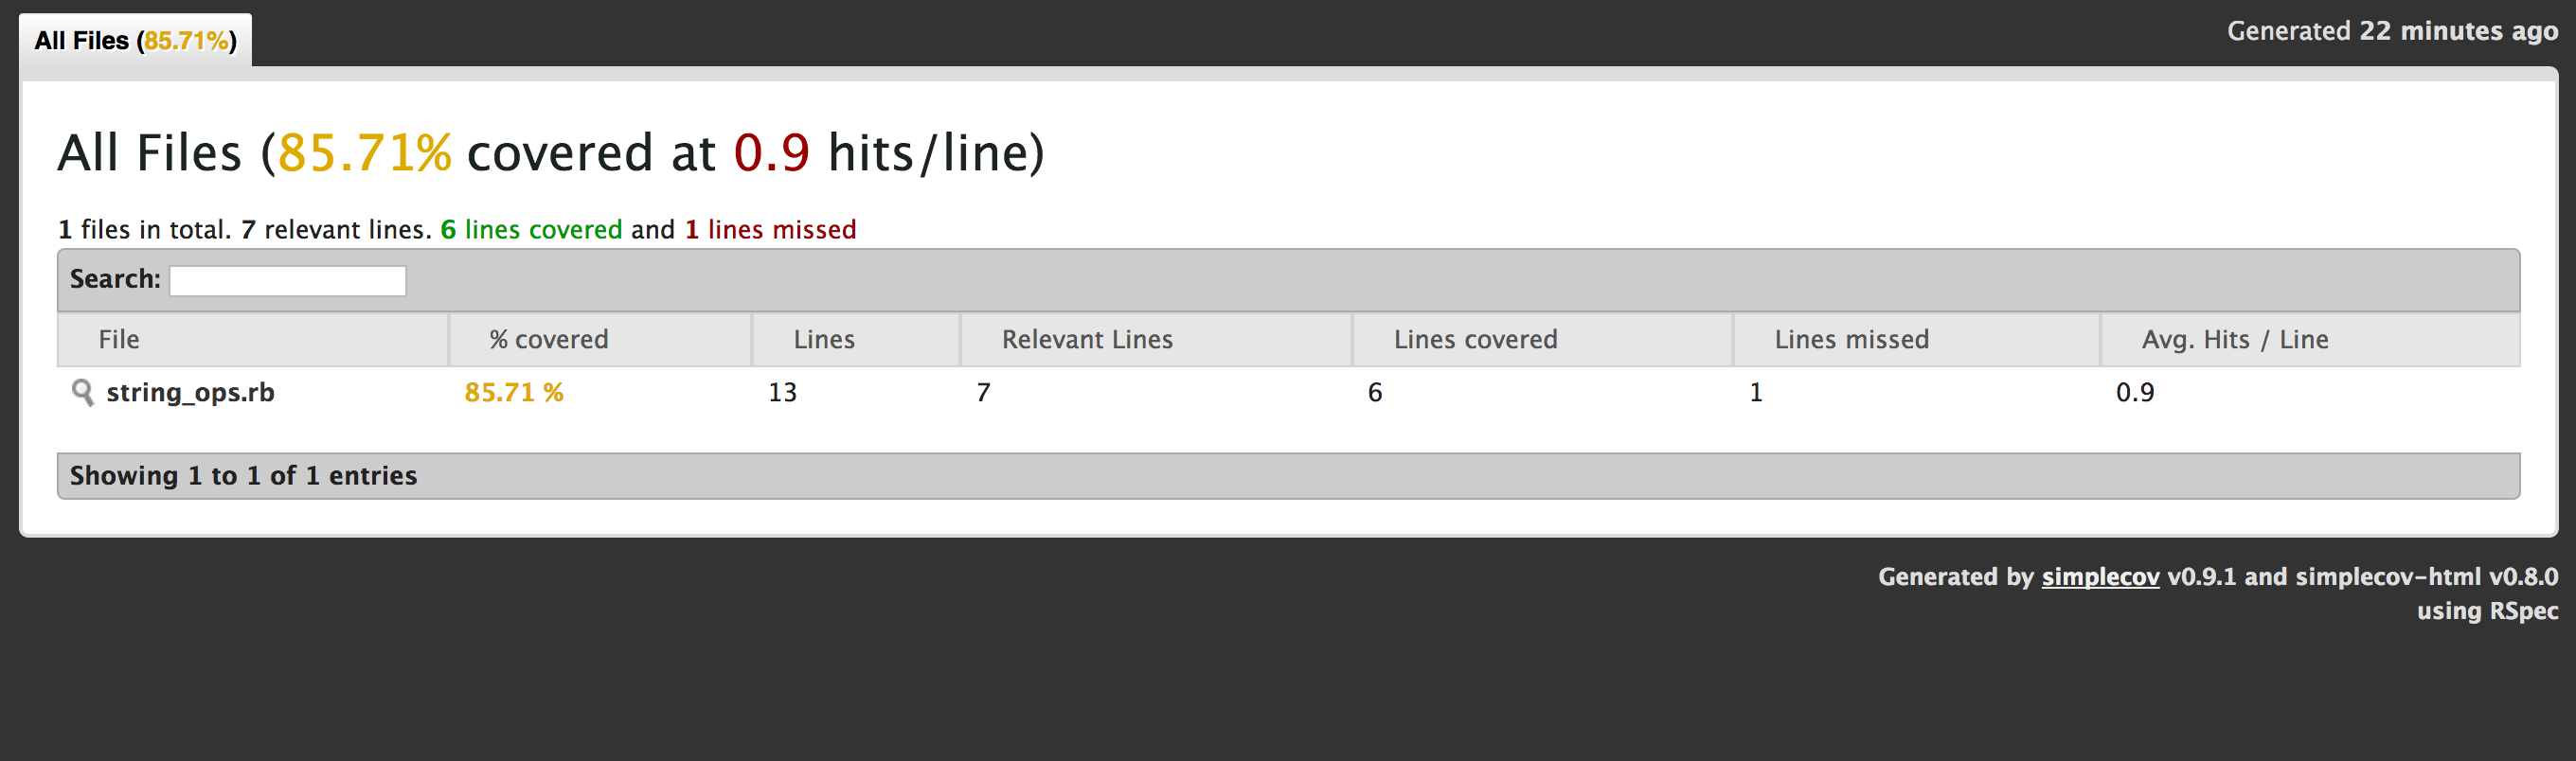 All Files (85.71%)
Generated 22 minutes ago
All Files (85.71% covered at 0.9 hits/line)
1 files in total. 7 relevant lines. 6 lines covered and 1 lines missed
Search:
File % covered Lines Relevant Lines Lines covered Lines missed Avg. Hits / Line
string_ops.rb 85.71 % 13 7 6 1 0.9
Showing 1 to 1 of 1 entries
Generated by simplecov v0.9.1 and simplecov-html v0.8.0
using RSpec